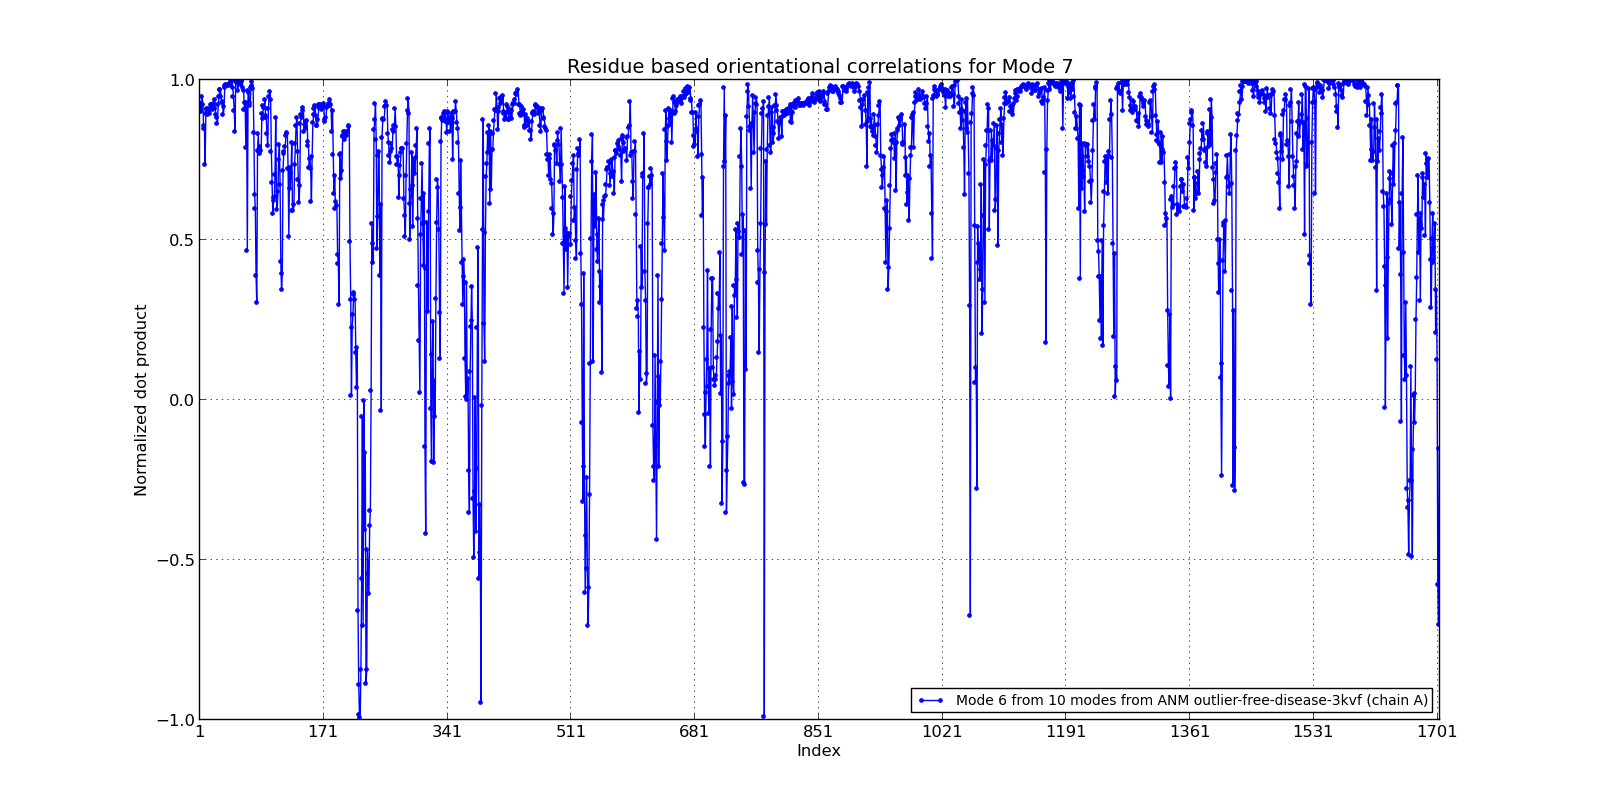 Residue based orientational correlations for Mode 7
1.0
0.5
0.0
−0.5
−1.0
Normalized dot product
Mode 6 from 10 modes from ANM outlier-free-disease-3kvf (chain A)
1 171 341 511 681 851 1021 1191 1361 1531 1701
Index